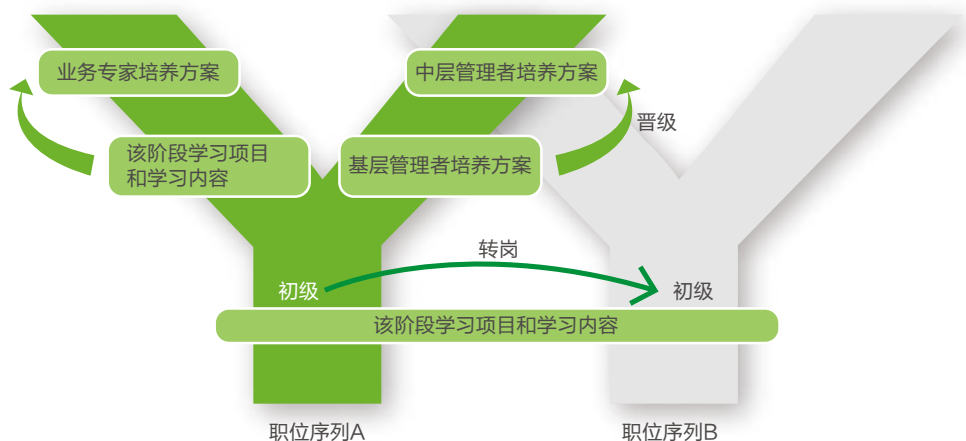 业务专家培养方案
中层管理者培养方案
晋级
该阶段学习项目
和学习内容
基层管理者培养方案
转岗
初级
初级
该阶段学习项目和学习内容
职位序列A
职位序列B